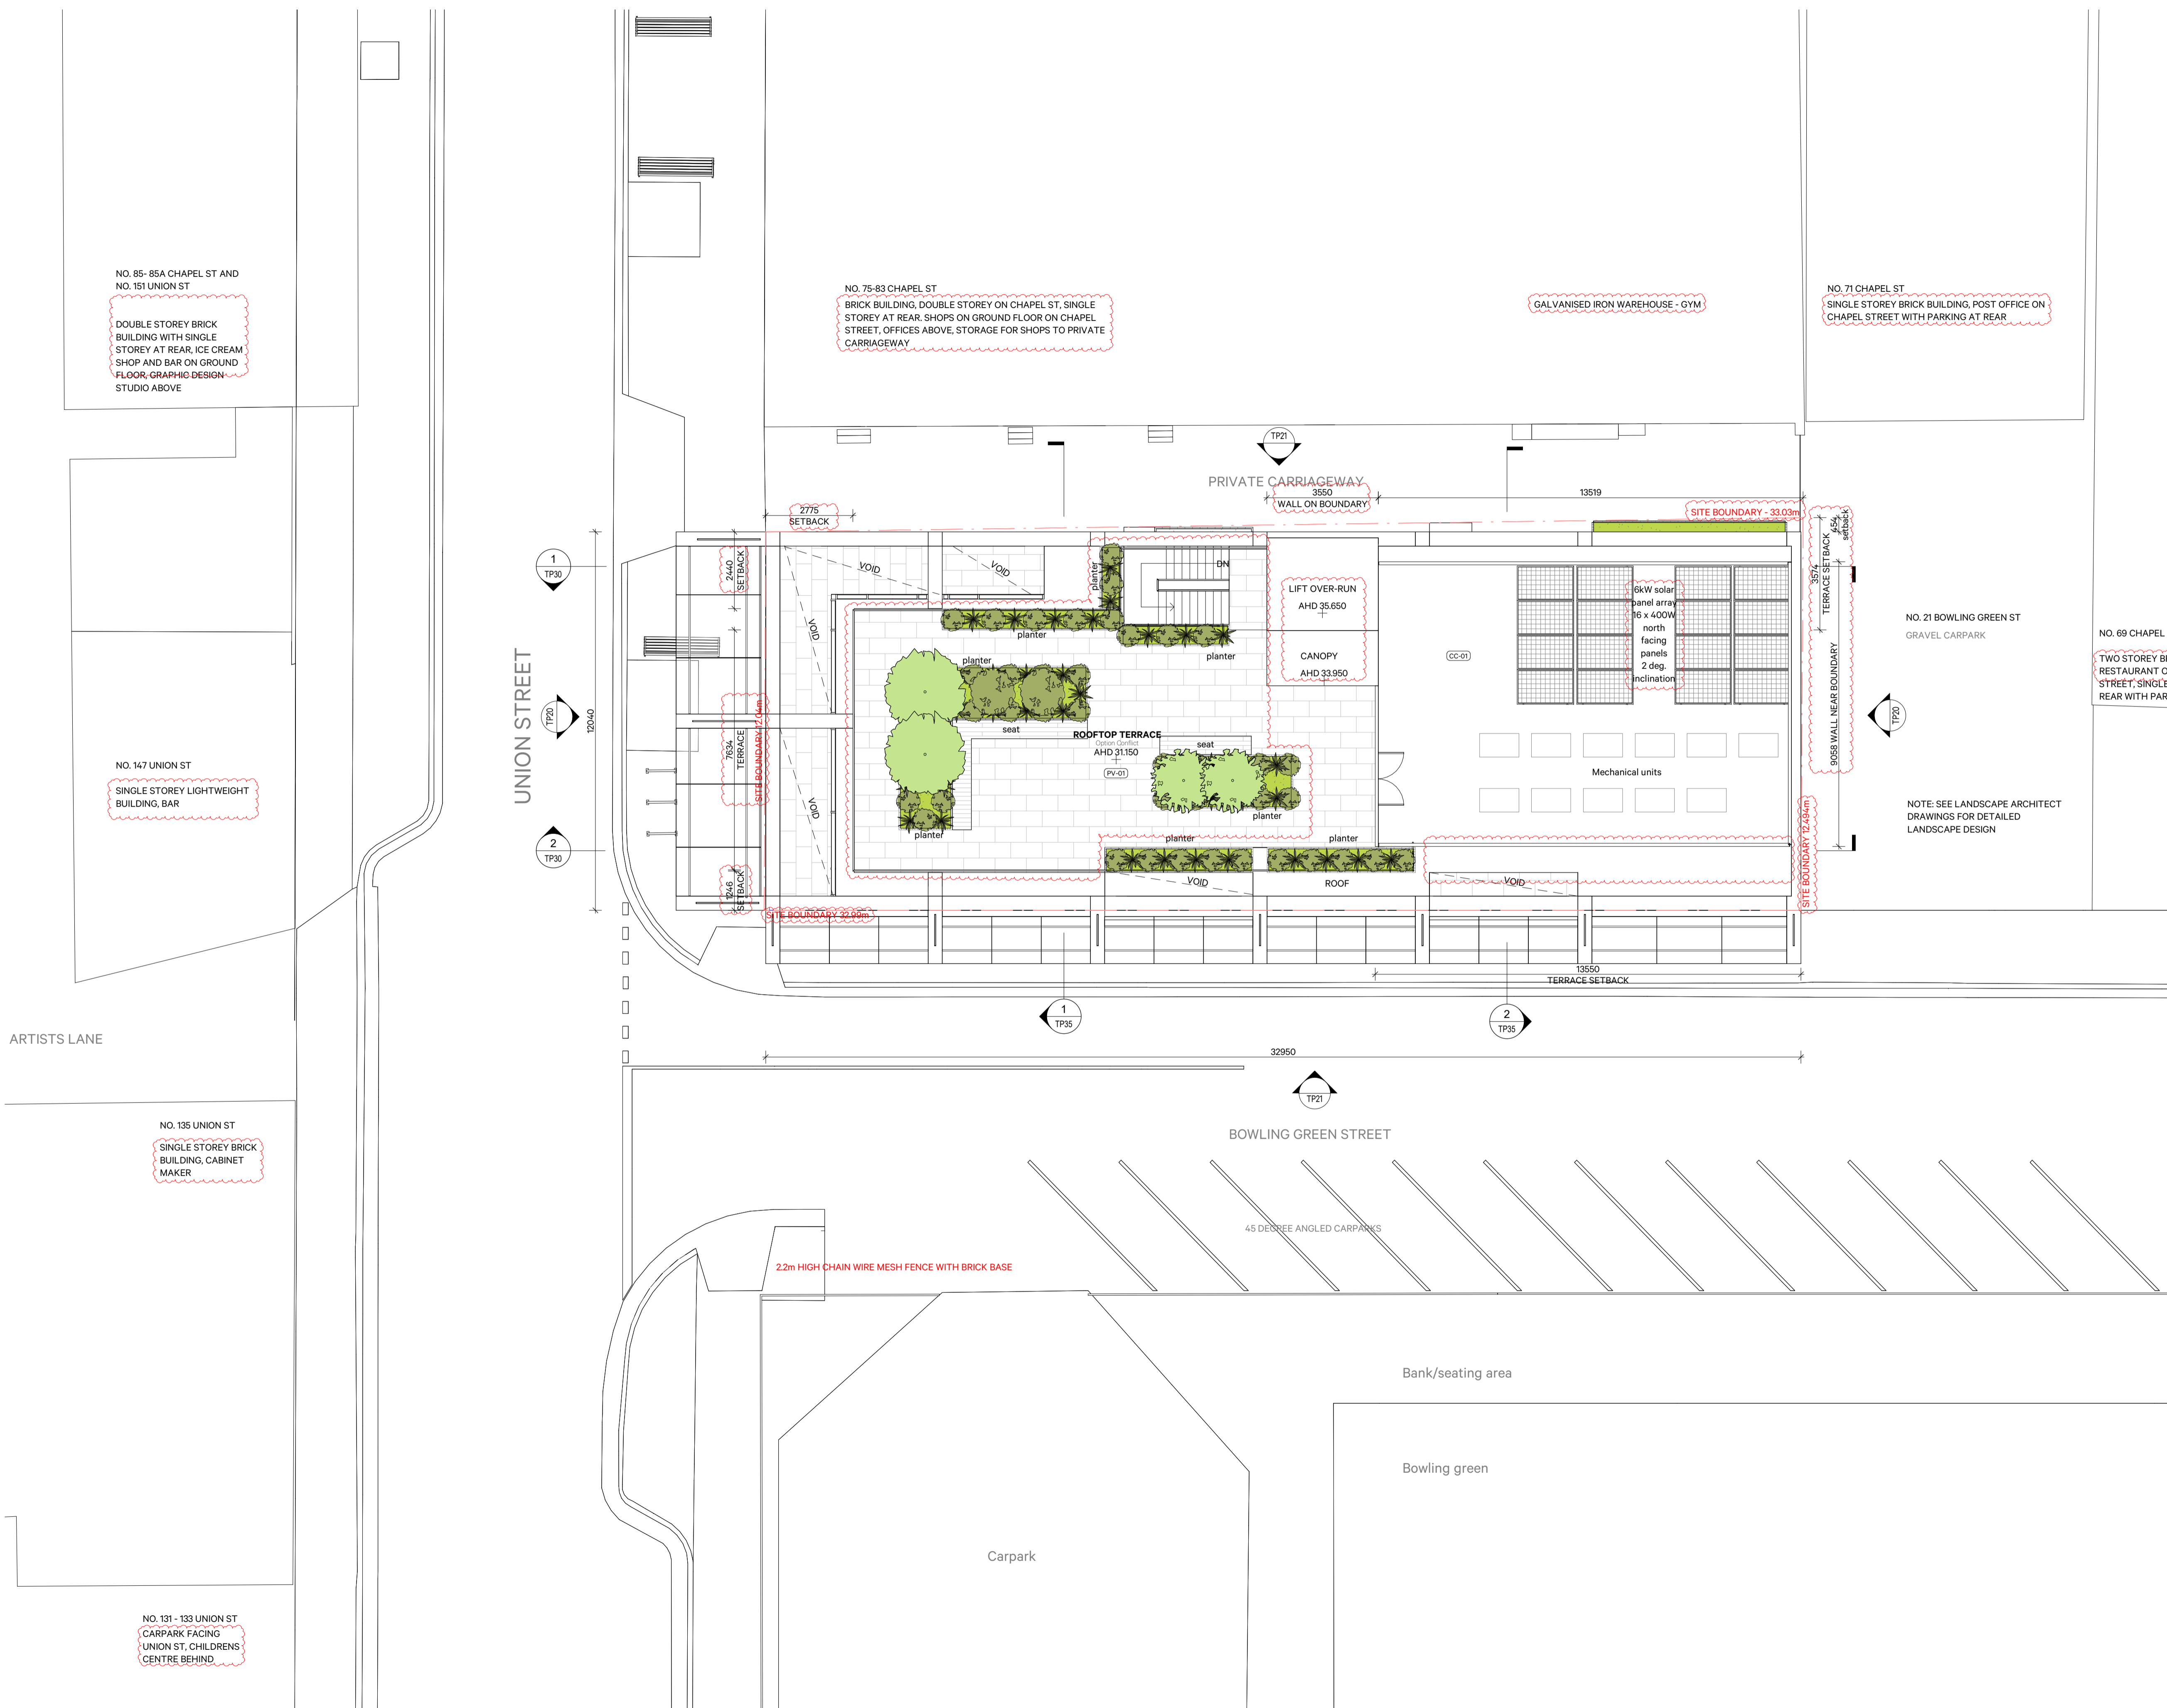 NO. 85- 85A CHAPEL ST AND
NO. 151 UNION ST
DOUBLE STOREY BRICK
BUILDING WITH SINGLE
STOREY AT REAR, ICE CREAM
SHOP AND BAR ON GROUND
FLOOR, GRAPHIC DESIGN
STUDIO ABOVE
NO. 75-83 CHAPEL ST
BRICK BUILDING, DOUBLE STOREY ON CHAPEL ST, SINGLE
STOREY AT REAR. SHOPS ON GROUND FLOOR ON CHAPEL
STREET, OFFICES ABOVE, STORAGE FOR SHOPS TO PRIVATE
CARRIAGEWAY
GALVANISED IRON WAREHOUSE - GYM
NO. 71 CHAPEL ST
SINGLE STOREY BRICK BUILDING, POST OFFICE ON
CHAPEL STREET WITH PARKING AT REAR
TP21
PRIVATE CARRIAGEWAY
3550
WALL ON BOUNDARY
13519
2775
SETBACK
SITE BOUNDARY - 33.03m
454
setback
3574
TERRACE SETBACK
9058 WALL NEAR BOUNDARY
1
TP30
2440
SETBACK
VOID
VOID
planter
DN
LIFT OVER-RUN
AHD 35.650
6kW solar
panel array
16 x 400W
north
facing
panels
2 deg.
inclination
NO. 21 BOWLING GREEN ST
GRAVEL CARPARK
NO. 69 CHAPEL
TWO STOREY B
RESTAURANT O
STREET, SINGLE
REAR WITH PAR
VOID
planter
planter
planter
CANOPY
AHD 33.950
CC-01
UNION STREET
TP20
12040
7634
TERRACE
SITE BOUNDARY 12.04m
seat
ROOFTOP TERRACE
Option Conflict
AHD 31.150
PV-01
seat
TP20
NO. 147 UNION ST
SINGLE STOREY LIGHTWEIGHT
BUILDING, BAR
Mechanical units
VOID
planter
planter
planter
planter
NOTE: SEE LANDSCAPE ARCHITECT
DRAWINGS FOR DETAILED
LANDSCAPE DESIGN
SITE BOUNDARY 12.494m
2
TP30
1246
SETBACK
VOID
ROOF
VOID
SITE BOUNDARY 32.99m
13550
TERRACE SETBACK
1
TP35
2
TP35
ARTISTS LANE
32950
TP21
BOWLING GREEN STREET
NO. 135 UNION ST
SINGLE STOREY BRICK
BUILDING, CABINET
MAKER
45 DEGREE ANGLED CARPARKS
2.2m HIGH CHAIN WIRE MESH FENCE WITH BRICK BASE
Bank/seating area
Bowling green
Carpark
NO. 131 - 133 UNION ST
CARPARK FACING
UNION ST, CHILDRENS
CENTRE BEHIND